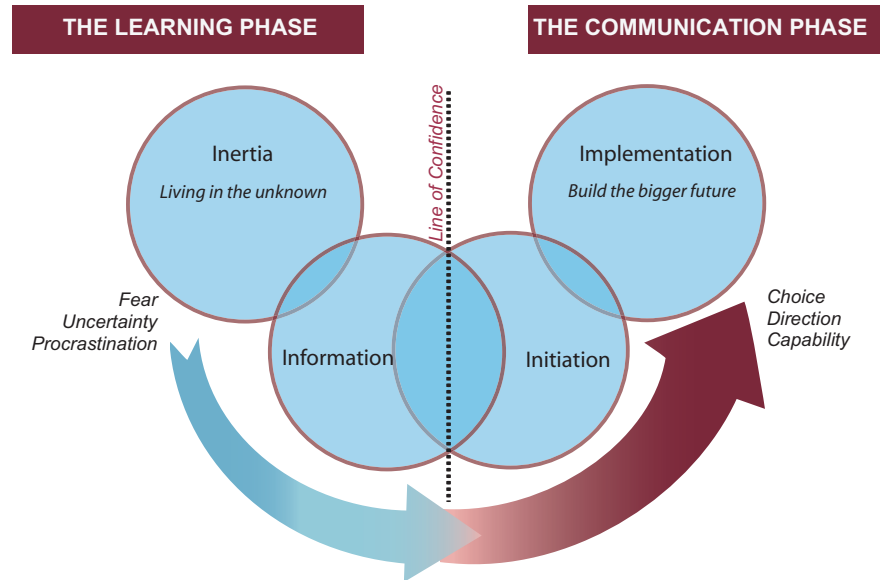 THE LEARNING PHASE
THE COMMUNICATION PHASE
Line of Confidence
Inertia
Living in the unknown
Implementation
Build the bigger future
Fear
Uncertainty
Procrastination
Choice
Direction
Capability
Information
Initiation